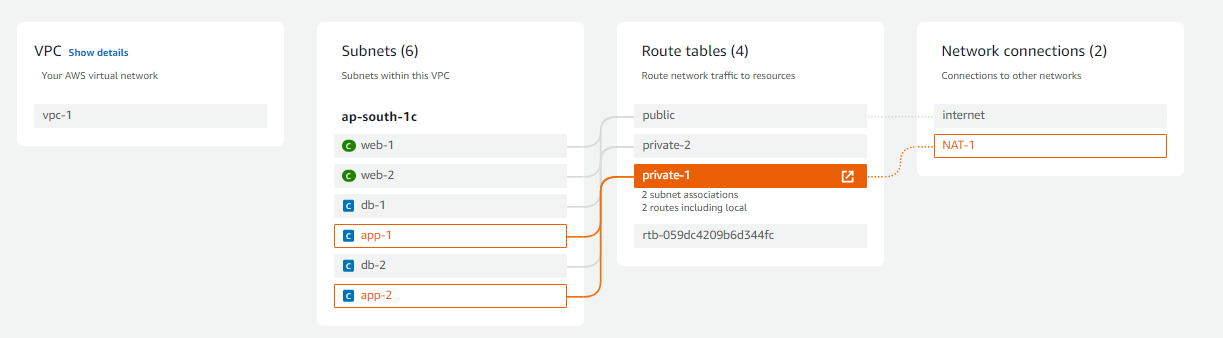 VPC Show details
Your AWS virtual network
vpc-1
Subnets (6)
Subnets within this VPC
ap-south-1c
C web-1
C web-2
C db-1
C app-1
C db-2
C app-2
Route tables (4)
Route network traffic to resources
public
private-2
private-1
2 subnet associations
2 routes including local
rtb-059dc4209b6d344fc
Network connections (2)
Connections to other networks
internet
NAT-1